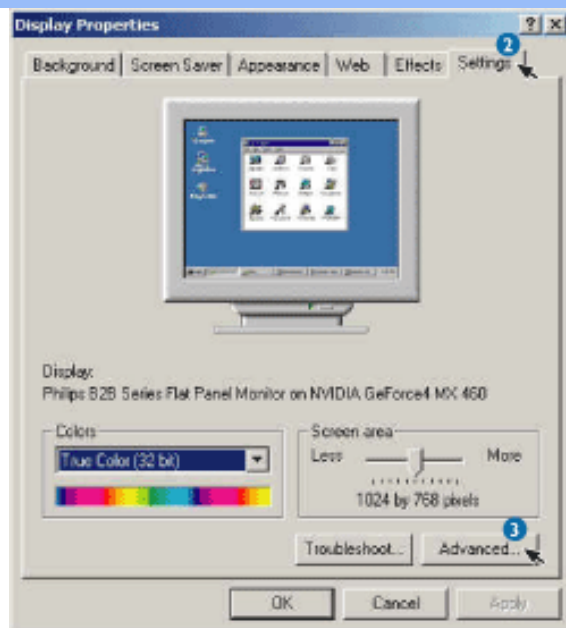 Display Properties
2
Background Screen Saver Appearance Web Effects Settings
Display:
Philips B2B Series Flat Panel Monitor on NVIDIA GeForce4 MX 460
Colors
True Color (32 bit)
Screen area
Less More
1024 by 768 pixels
3
Troubleshoot... Advanced...
OK Cancel Apply